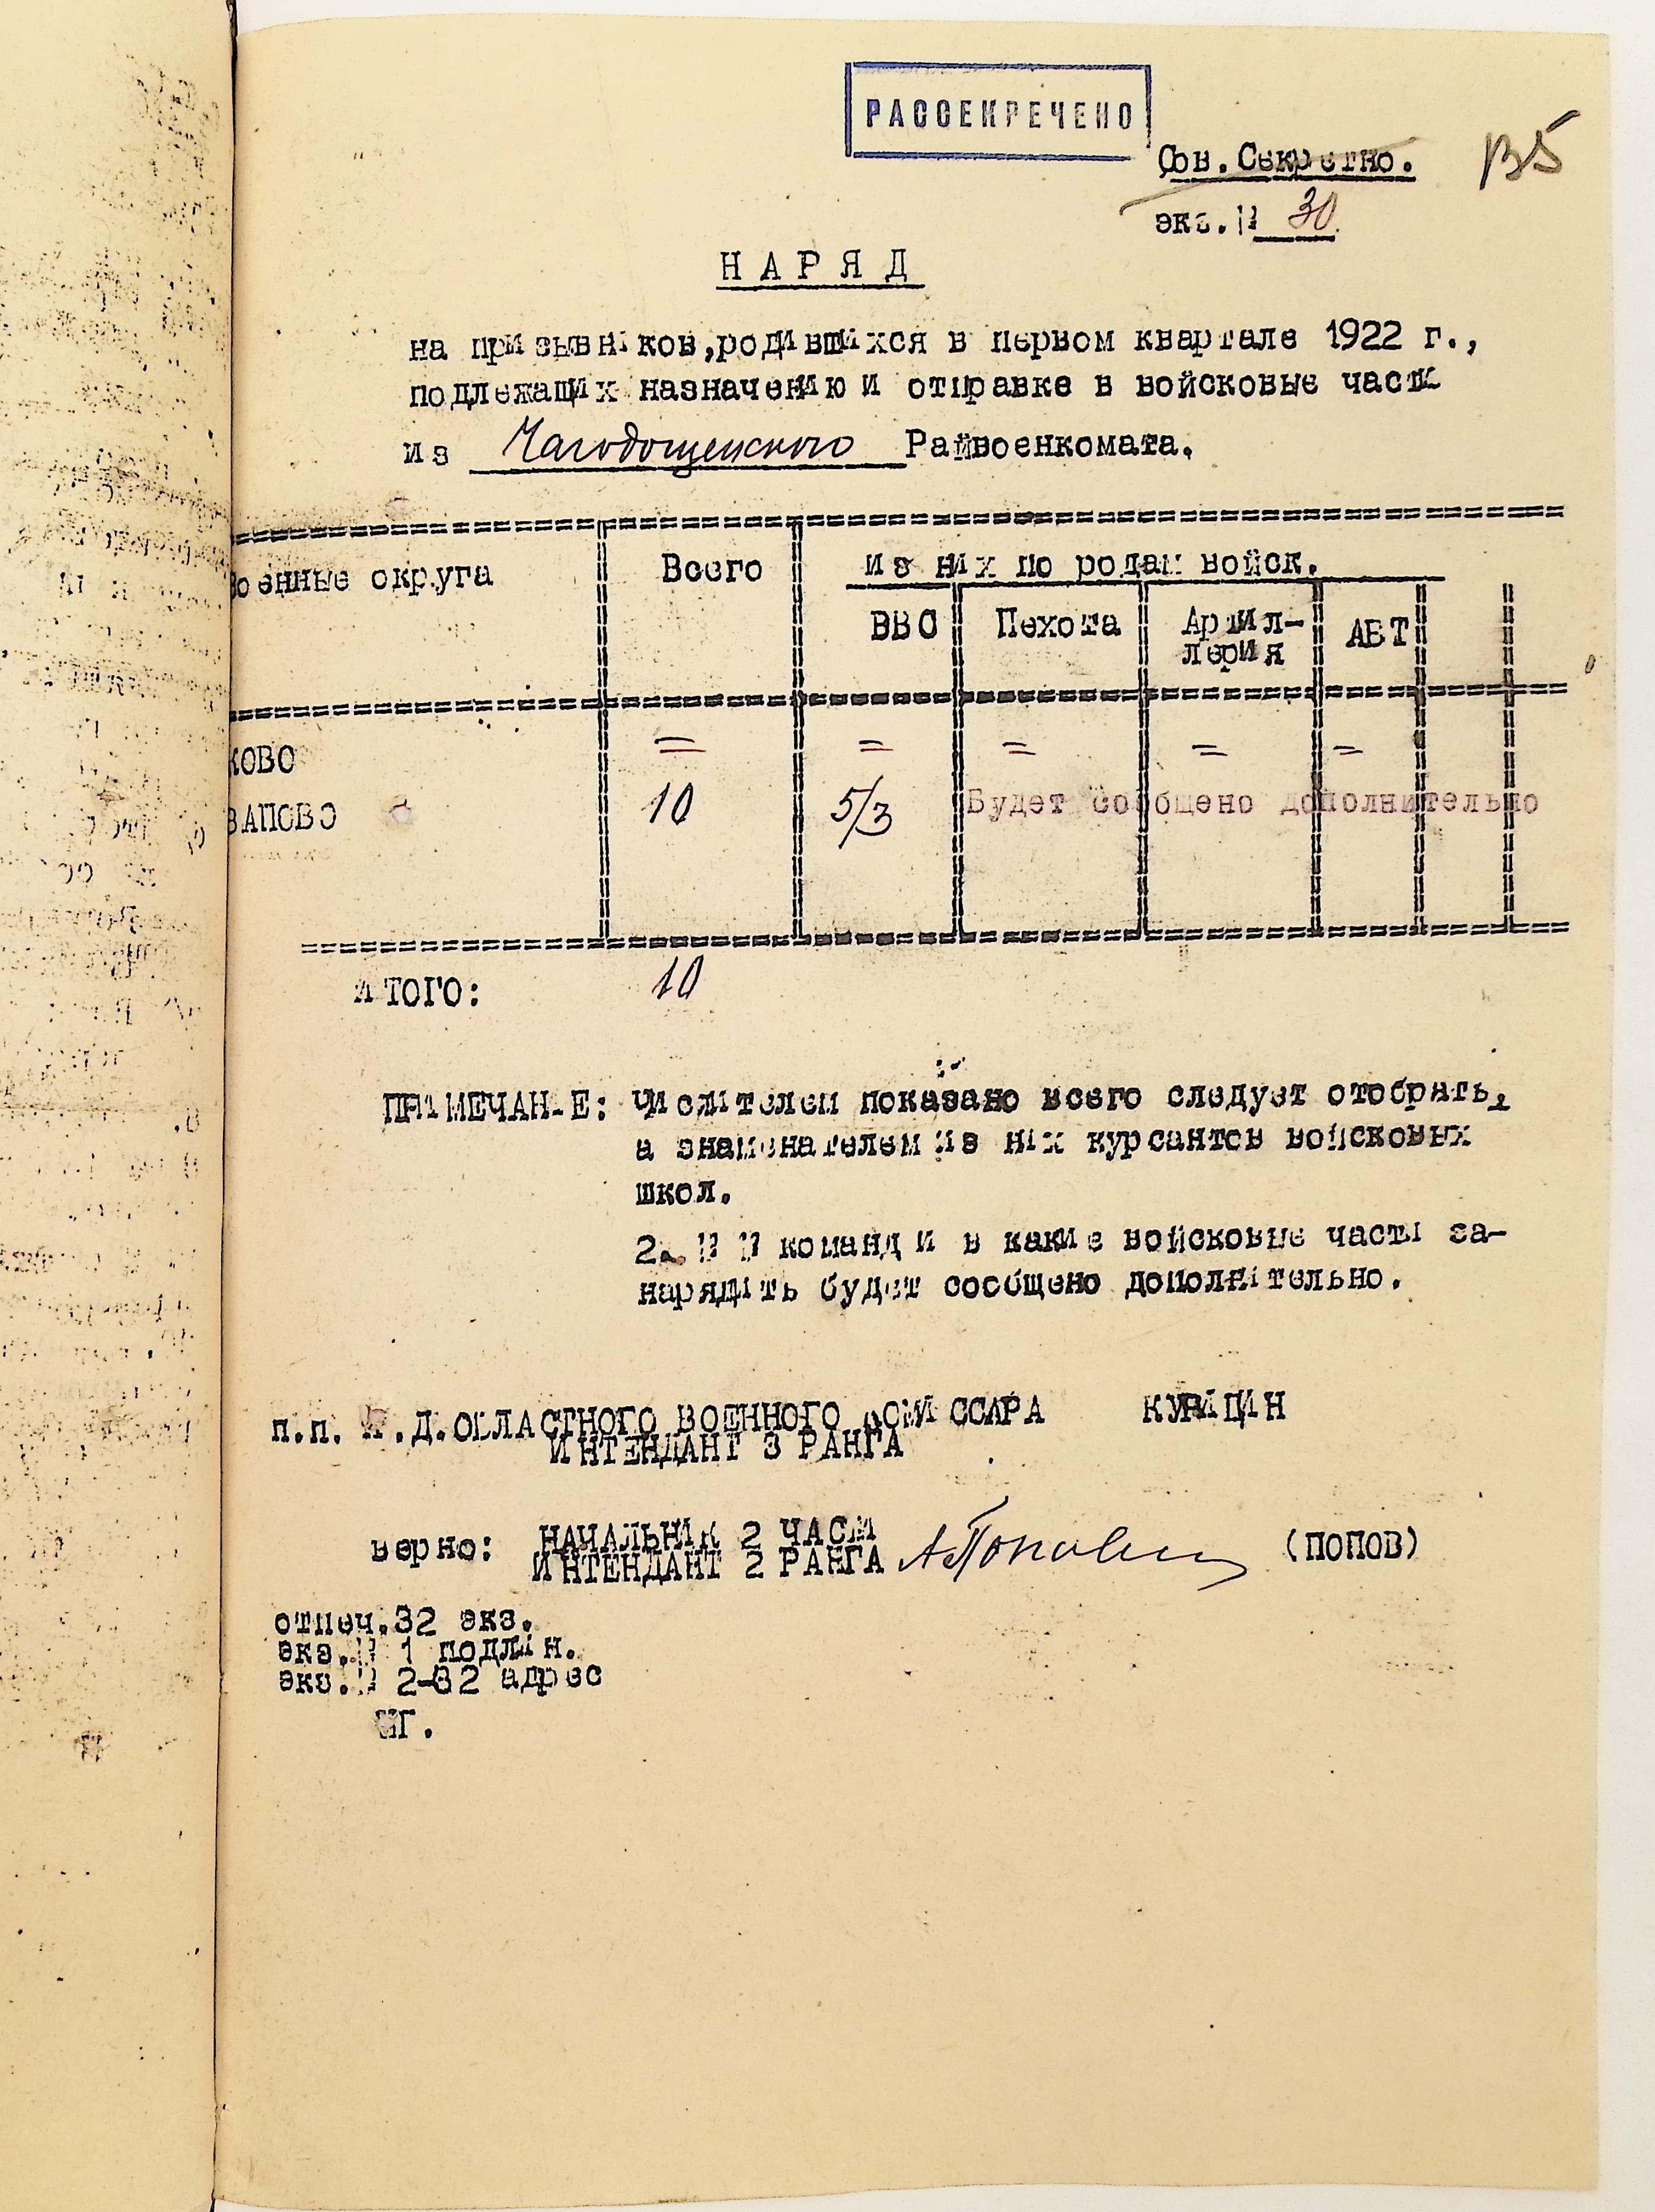 РАССЕКРЕЧЕНО
Сов. Секретно.
экз. № 30
НАРЯД
на призывников, родившихся в первом квартале 1922 г.,
подлежащих назначению и отправке в войсковые части
из Чагодощенского Райвоенкомата.
военные округа Всего из них по родам войск.
ВВС Пехота Артил- АБТ
лерия
КОВО = = = = =
ЗАПОВО 10 5/3 Будет сообщено дополнительно
ИТОГО: 10
ПРИМЕЧАНИЕ: числителем показано всего следует отобрать,
а знаменателем из них курсантов войсковых
школ.
2. №№ команд и в какие войсковые части за-
нарядить будет сообщено дополнительно.
п.п. И.Д.ОБЛАСТНОГО ВОЕННОГО КОМИССАРА КУРИЦИН
ИНТЕНДАНТ 3 РАНГА
верно: НАЧАЛЬНИК 2 ЧАСТИ
ИНТЕНДАНТ 2 РАНГА АПопов (ПОПОВ)
отпеч.32 экз.
экз.№ 1 подлин.
экз.№ 2-32 адрес